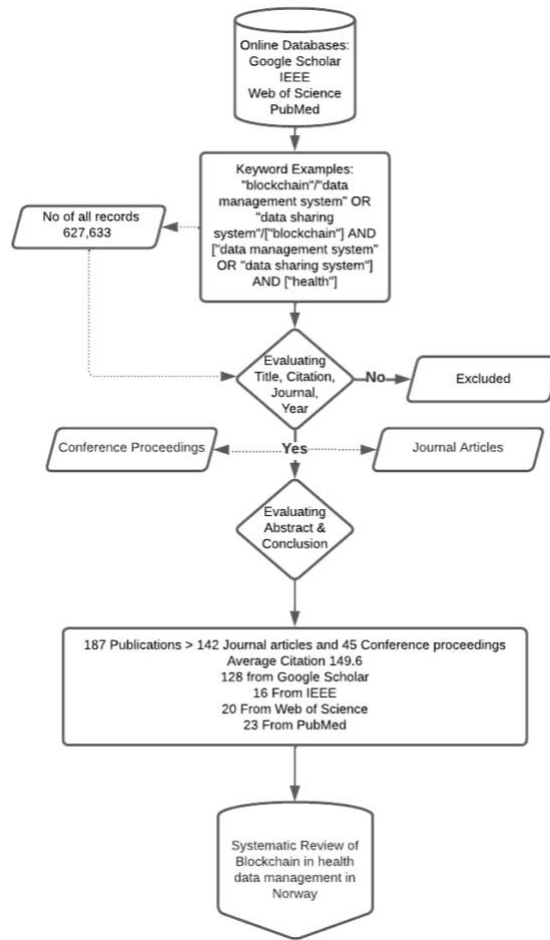 Online Databases:
Google Scholar
IEEE
Web of Science
PubMed
Keyword Examples:
"blockchain"/"data
management system" OR
"data sharing
system"/["blockchain"] AND
["data management system"
OR "data sharing system"]
AND ["health"]
No of all records
627,633
Evaluating
Title, Citation,
Journal,
Year
No
Excluded
Conference Proceedings
Yes
Journal Articles
Evaluating
Abstract &
Conclusion
187 Publications > 142 Journal articles and 45 Conference proceedings
Average Citation 149.6
128 from Google Scholar
16 From IEEE
20 From Web of Science
23 From PubMed
Systematic Review of
Blockchain in health
data management in
Norway